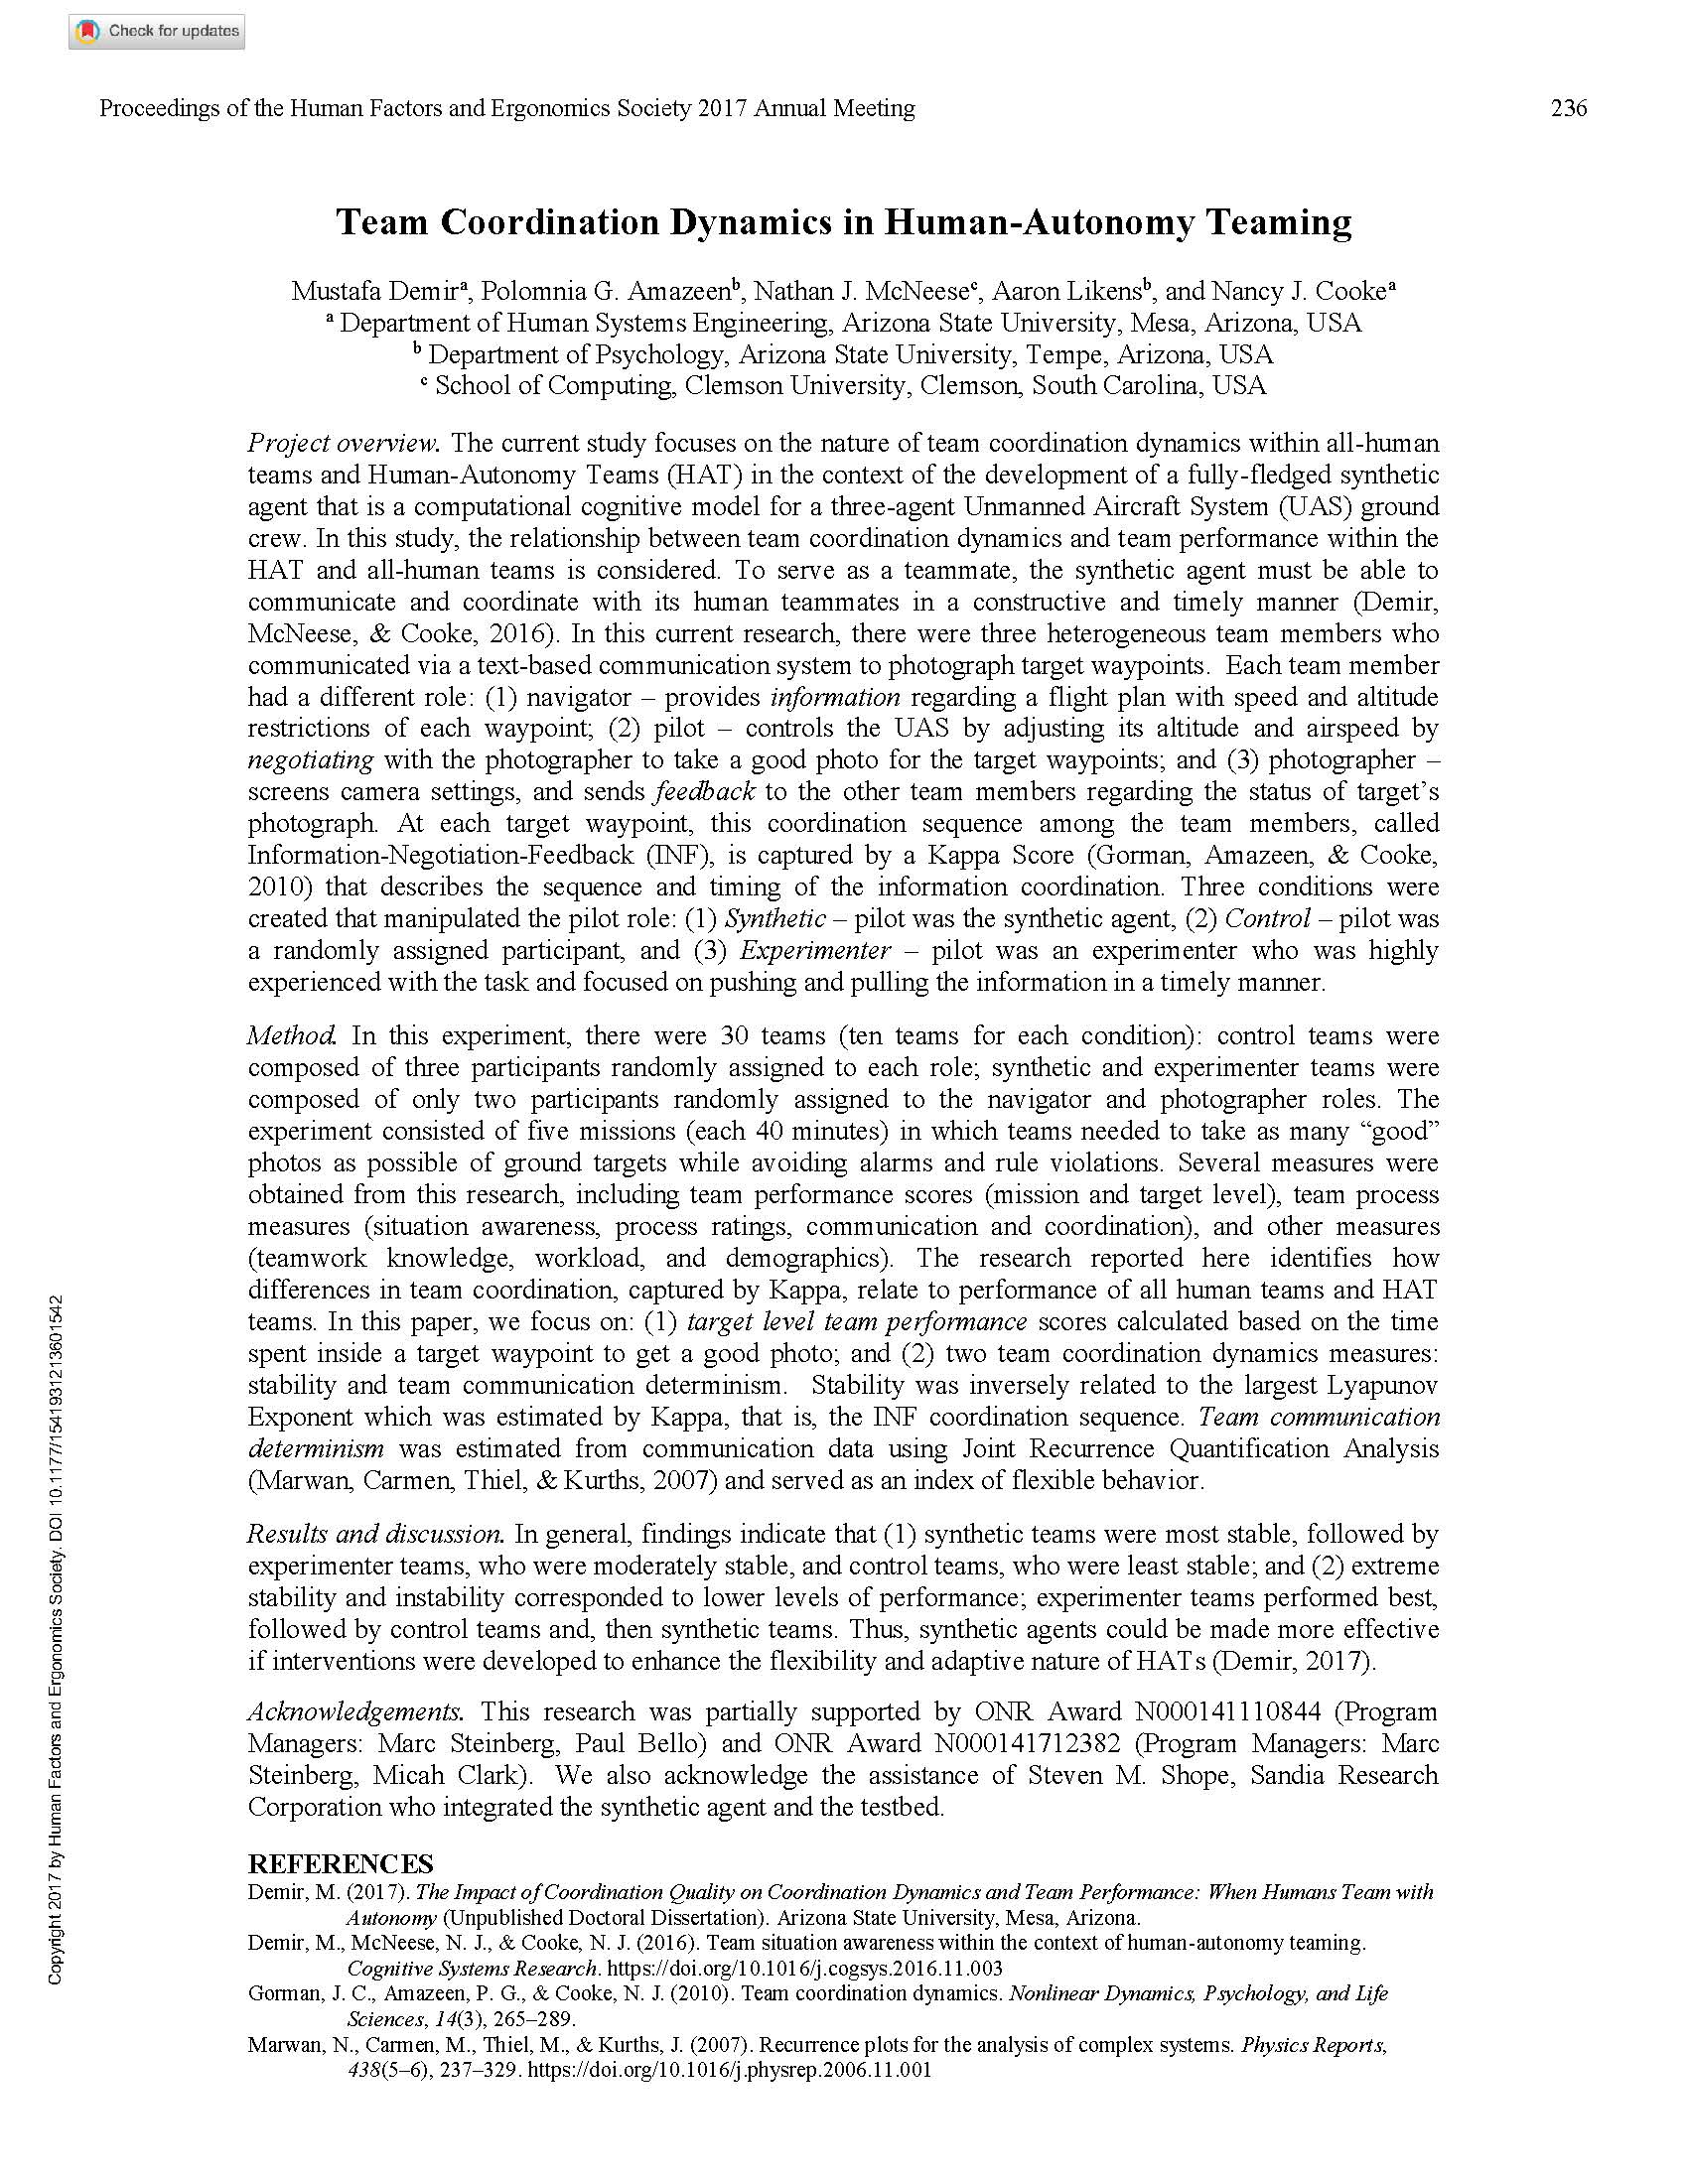 Check for updates
Proceedings of the Human Factors and Ergonomics Society 2017 Annual Meeting 236
Team Coordination Dynamics in Human-Autonomy Teaming
Mustafa Demirᵃ, Polomnia G. Amazeenᵇ, Nathan J. McNeeseᶜ, Aaron Likensᵇ, and Nancy J. Cookeᵃ
ᵃ Department of Human Systems Engineering, Arizona State University, Mesa, Arizona, USA
ᵇ Department of Psychology, Arizona State University, Tempe, Arizona, USA
ᶜ School of Computing, Clemson University, Clemson, South Carolina, USA
Project overview. The current study focuses on the nature of team coordination dynamics within all-human
teams and Human-Autonomy Teams (HAT) in the context of the development of a fully-fledged synthetic
agent that is a computational cognitive model for a three-agent Unmanned Aircraft System (UAS) ground
crew. In this study, the relationship between team coordination dynamics and team performance within the
HAT and all-human teams is considered. To serve as a teammate, the synthetic agent must be able to
communicate and coordinate with its human teammates in a constructive and timely manner (Demir,
McNeese, & Cooke, 2016). In this current research, there were three heterogeneous team members who
communicated via a text-based communication system to photograph target waypoints. Each team member
had a different role: (1) navigator – provides information regarding a flight plan with speed and altitude
restrictions of each waypoint; (2) pilot – controls the UAS by adjusting its altitude and airspeed by
negotiating with the photographer to take a good photo for the target waypoints; and (3) photographer –
screens camera settings, and sends feedback to the other team members regarding the status of target’s
photograph. At each target waypoint, this coordination sequence among the team members, called
Information-Negotiation-Feedback (INF), is captured by a Kappa Score (Gorman, Amazeen, & Cooke,
2010) that describes the sequence and timing of the information coordination. Three conditions were
created that manipulated the pilot role: (1) Synthetic – pilot was the synthetic agent, (2) Control – pilot was
a randomly assigned participant, and (3) Experimenter – pilot was an experimenter who was highly
experienced with the task and focused on pushing and pulling the information in a timely manner.
Method. In this experiment, there were 30 teams (ten teams for each condition): control teams were
composed of three participants randomly assigned to each role; synthetic and experimenter teams were
composed of only two participants randomly assigned to the navigator and photographer roles. The
experiment consisted of five missions (each 40 minutes) in which teams needed to take as many “good”
photos as possible of ground targets while avoiding alarms and rule violations. Several measures were
obtained from this research, including team performance scores (mission and target level), team process
measures (situation awareness, process ratings, communication and coordination), and other measures
(teamwork knowledge, workload, and demographics). The research reported here identifies how
differences in team coordination, captured by Kappa, relate to performance of all human teams and HAT
teams. In this paper, we focus on: (1) target level team performance scores calculated based on the time
spent inside a target waypoint to get a good photo; and (2) two team coordination dynamics measures:
stability and team communication determinism. Stability was inversely related to the largest Lyapunov
Exponent which was estimated by Kappa, that is, the INF coordination sequence. Team communication
determinism was estimated from communication data using Joint Recurrence Quantification Analysis
(Marwan, Carmen, Thiel, & Kurths, 2007) and served as an index of flexible behavior.
Results and discussion. In general, findings indicate that (1) synthetic teams were most stable, followed by
experimenter teams, who were moderately stable, and control teams, who were least stable; and (2) extreme
stability and instability corresponded to lower levels of performance; experimenter teams performed best,
followed by control teams and, then synthetic teams. Thus, synthetic agents could be made more effective
if interventions were developed to enhance the flexibility and adaptive nature of HATs (Demir, 2017).
Acknowledgements. This research was partially supported by ONR Award N000141110844 (Program
Managers: Marc Steinberg, Paul Bello) and ONR Award N000141712382 (Program Managers: Marc
Steinberg, Micah Clark). We also acknowledge the assistance of Steven M. Shope, Sandia Research
Corporation who integrated the synthetic agent and the testbed.
REFERENCES
Demir, M. (2017). The Impact of Coordination Quality on Coordination Dynamics and Team Performance: When Humans Team with
Autonomy (Unpublished Doctoral Dissertation). Arizona State University, Mesa, Arizona.
Demir, M., McNeese, N. J., & Cooke, N. J. (2016). Team situation awareness within the context of human-autonomy teaming.
Cognitive Systems Research. https://doi.org/10.1016/j.cogsys.2016.11.003
Gorman, J. C., Amazeen, P. G., & Cooke, N. J. (2010). Team coordination dynamics. Nonlinear Dynamics, Psychology, and Life
Sciences, 14(3), 265–289.
Marwan, N., Carmen, M., Thiel, M., & Kurths, J. (2007). Recurrence plots for the analysis of complex systems. Physics Reports,
438(5–6), 237–329. https://doi.org/10.1016/j.physrep.2006.11.001
Copyright 2017 by Human Factors and Ergonomics Society. DOI 10.1177/1541931213601542